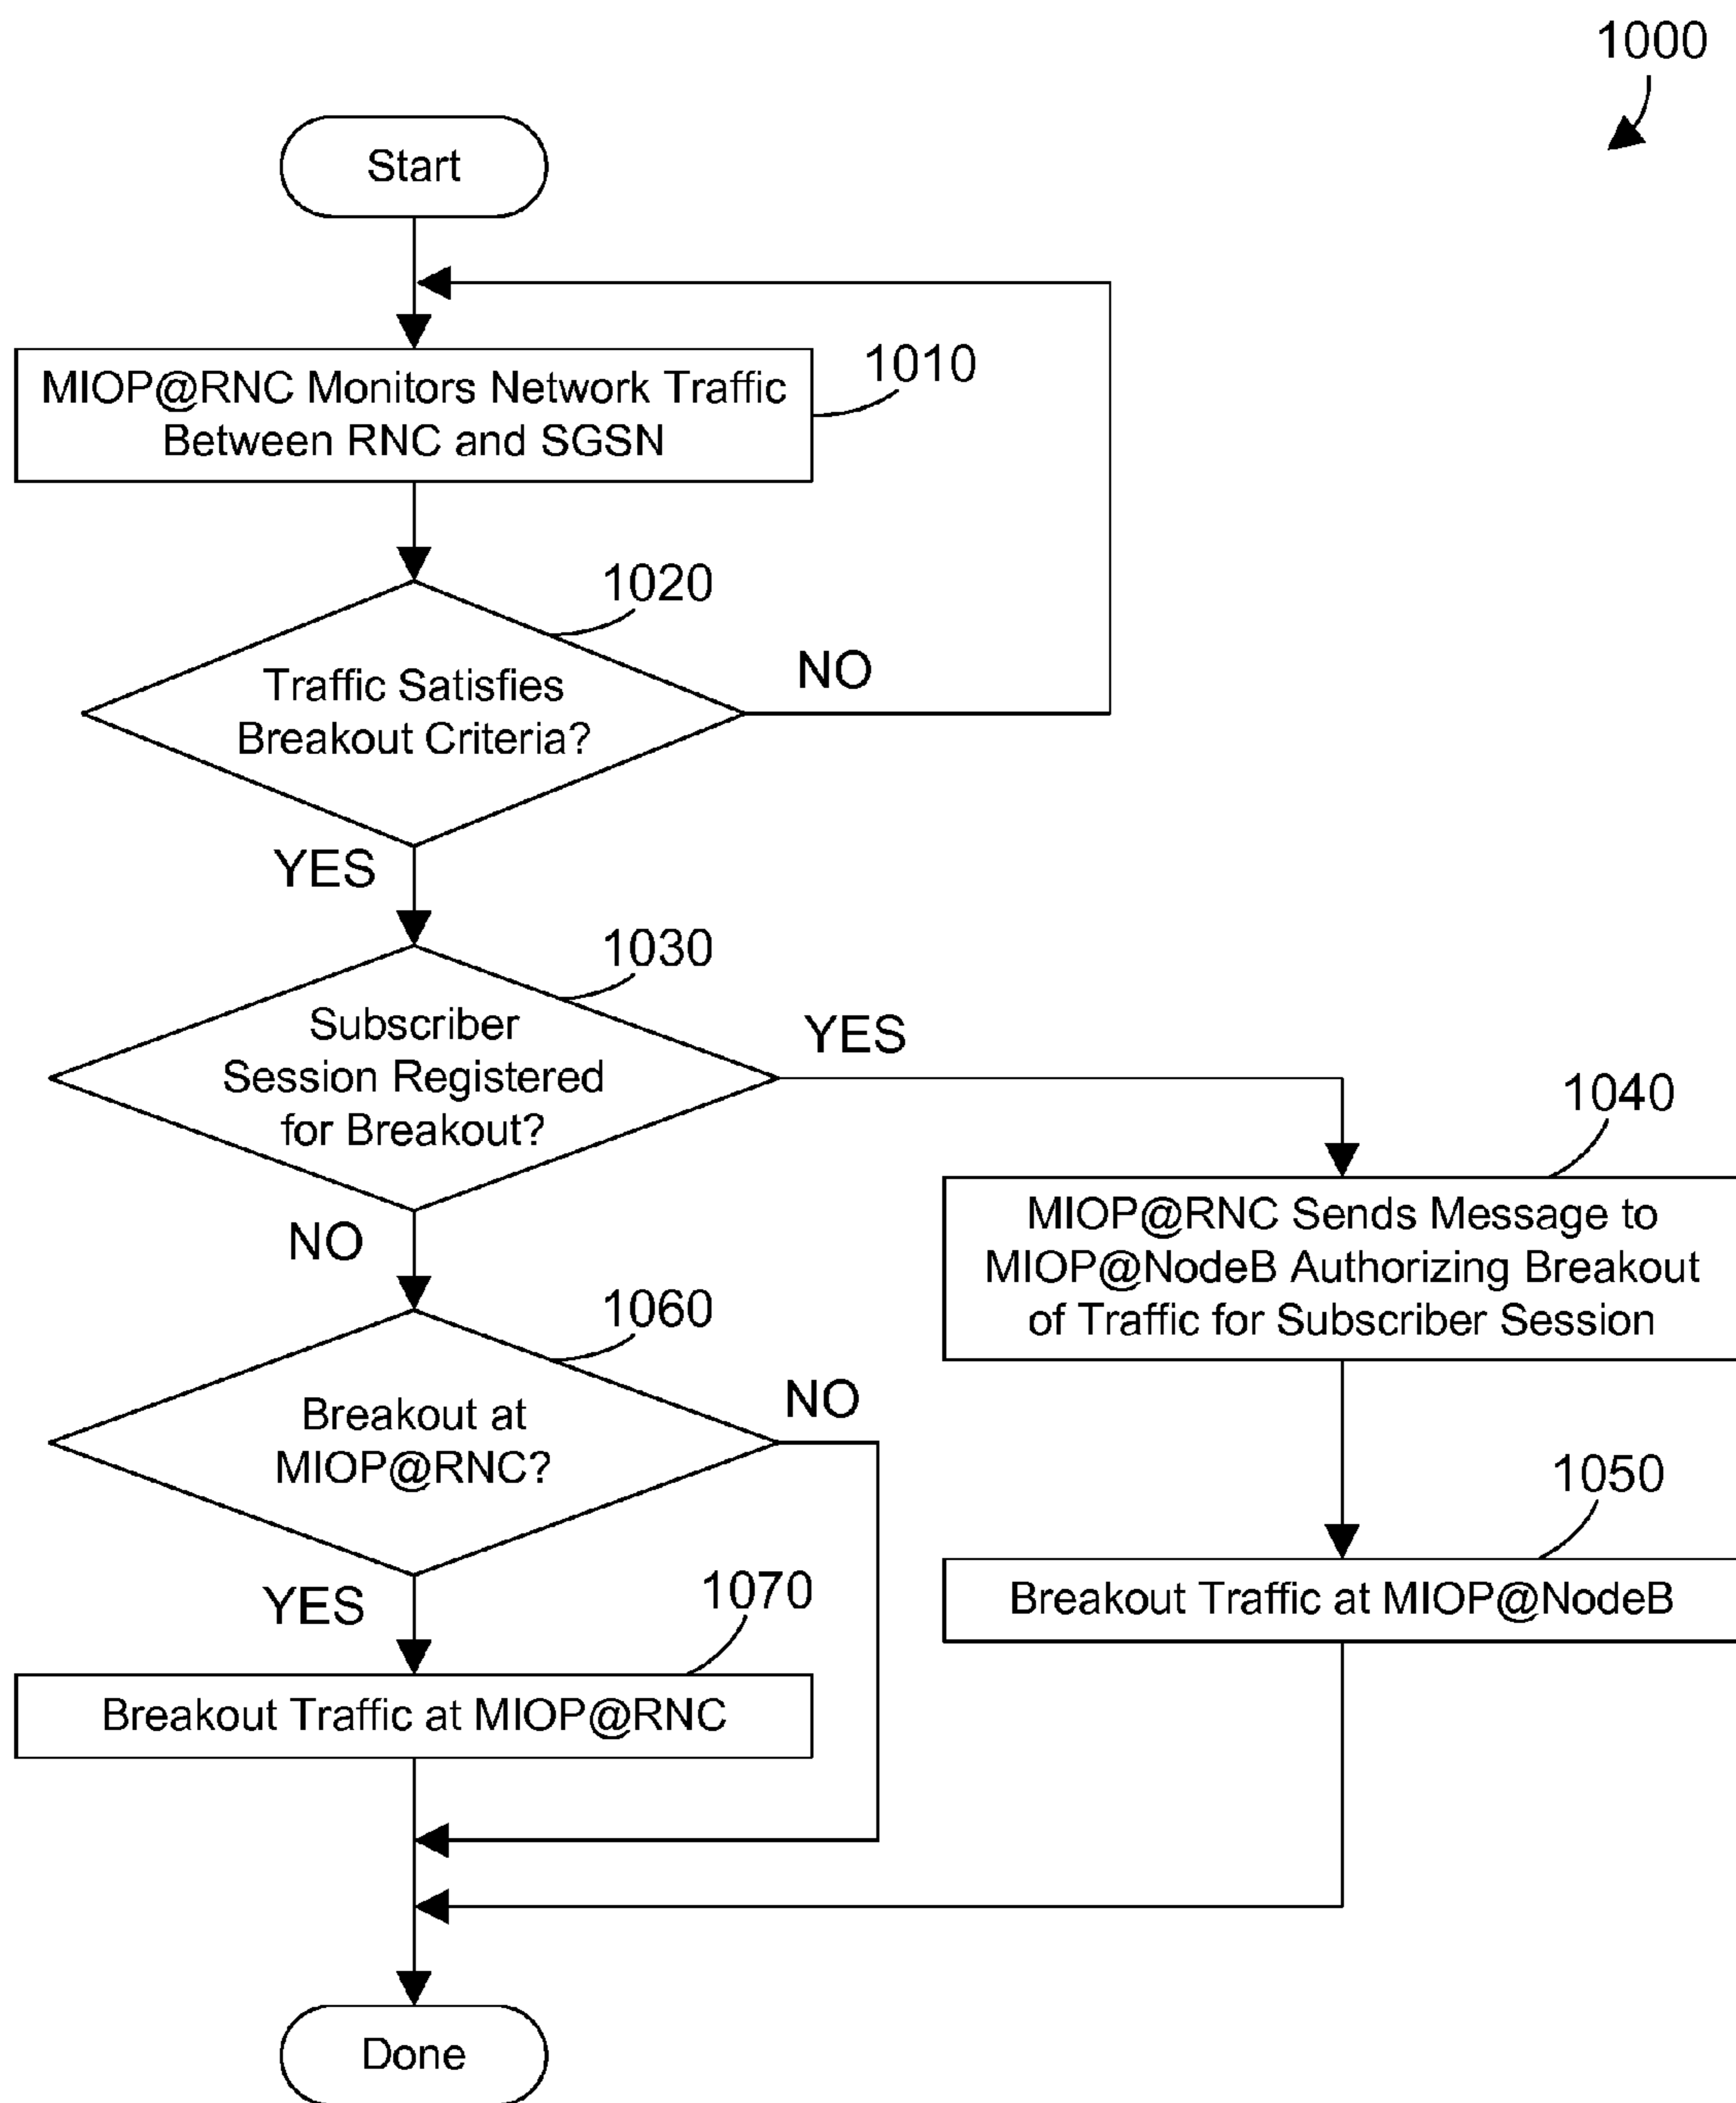 1000
Start
MIOP@RNC Monitors Network Traffic
Between RNC and SGSN
1010
1020
Traffic Satisfies
Breakout Criteria?
NO
YES
1030
Subscriber
Session Registered
for Breakout?
YES
NO
1040
MIOP@RNC Sends Message to
MIOP@NodeB Authorizing Breakout
of Traffic for Subscriber Session
1060
Breakout at
MIOP@RNC?
NO
YES
1050
Breakout Traffic at MIOP@NodeB
1070
Breakout Traffic at MIOP@RNC
Done